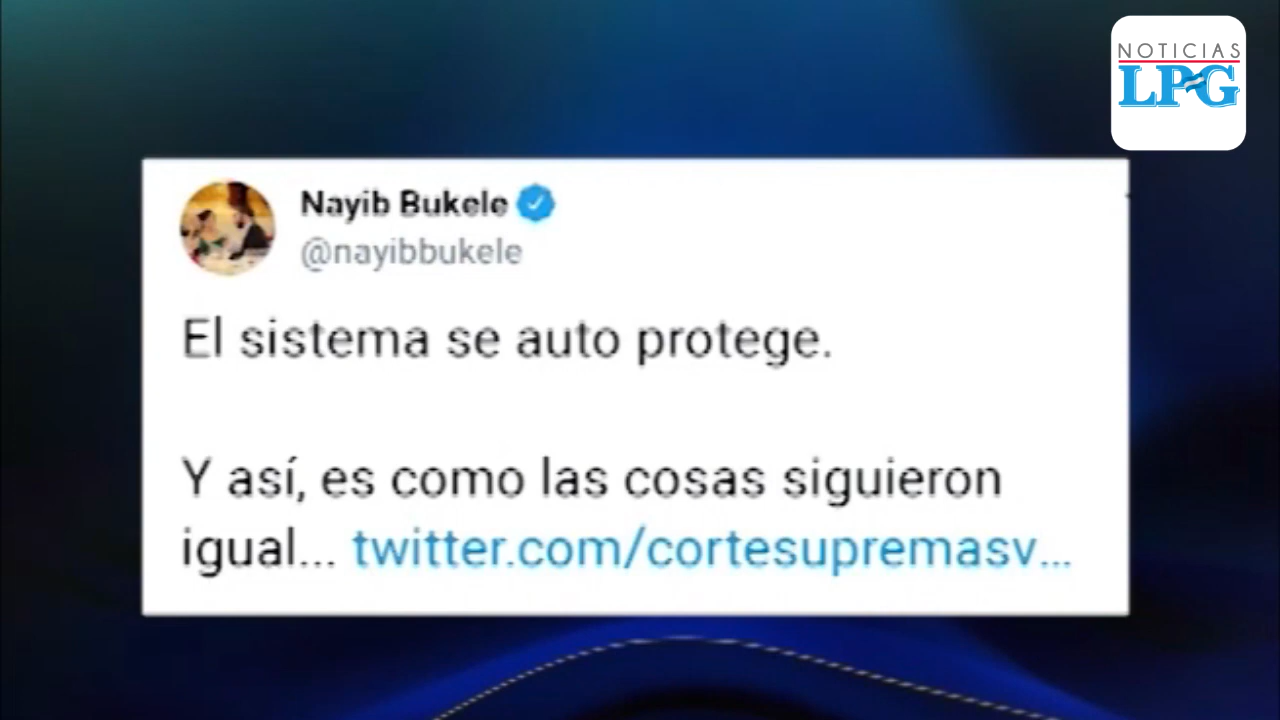 NOTICIAS
LPG
Nayib Bukele
@nayibbukele
El sistema se auto protege.
Y así, es como las cosas siguieron
igual... twitter.com/cortesupremasv...